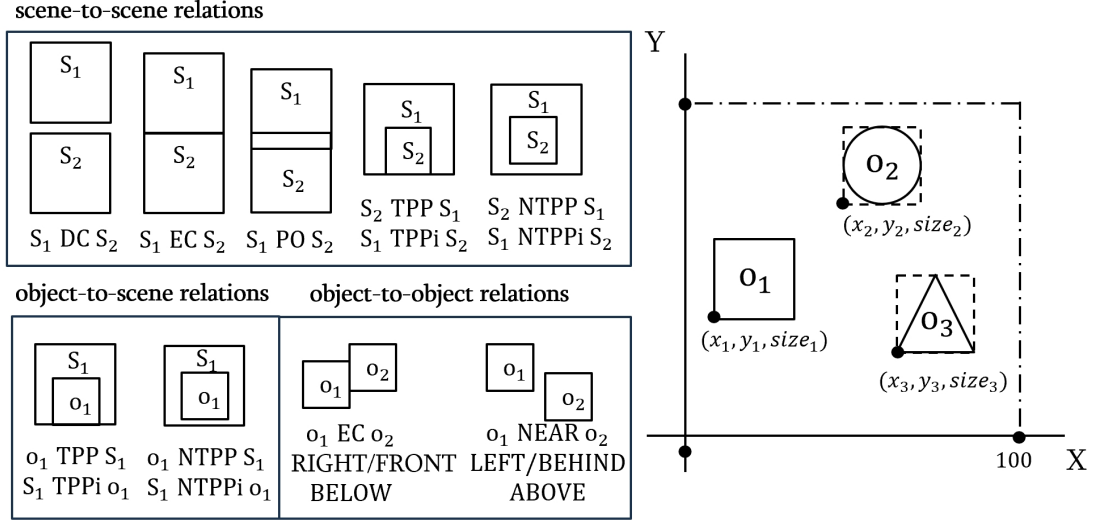 scene-to-scene relations
S₁
S₂
S₁ DC S₂
S₁
S₂
S₁ EC S₂
S₁
S₂
S₁ PO S₂
S₁
S₂
S₂ TPP S₁
S₁ TPPi S₂
S₁
S₂
S₂ NTPP S₁
S₁ NTPPi S₂
object-to-scene relations
S₁
o₁
o₁ TPP S₁
S₁ TPPi o₁
S₁
o₁
o₁ NTPP S₁
S₁ NTPPi o₁
object-to-object relations
o₁
o₂
o₁ EC o₂
RIGHT/FRONT
BELOW
o₁
o₂
o₁ NEAR o₂
LEFT/BEHIND
ABOVE
Y
o₂
(x₂, y₂, size₂)
o₁
(x₁, y₁, size₁)
o₃
(x₃, y₃, size₃)
100
X